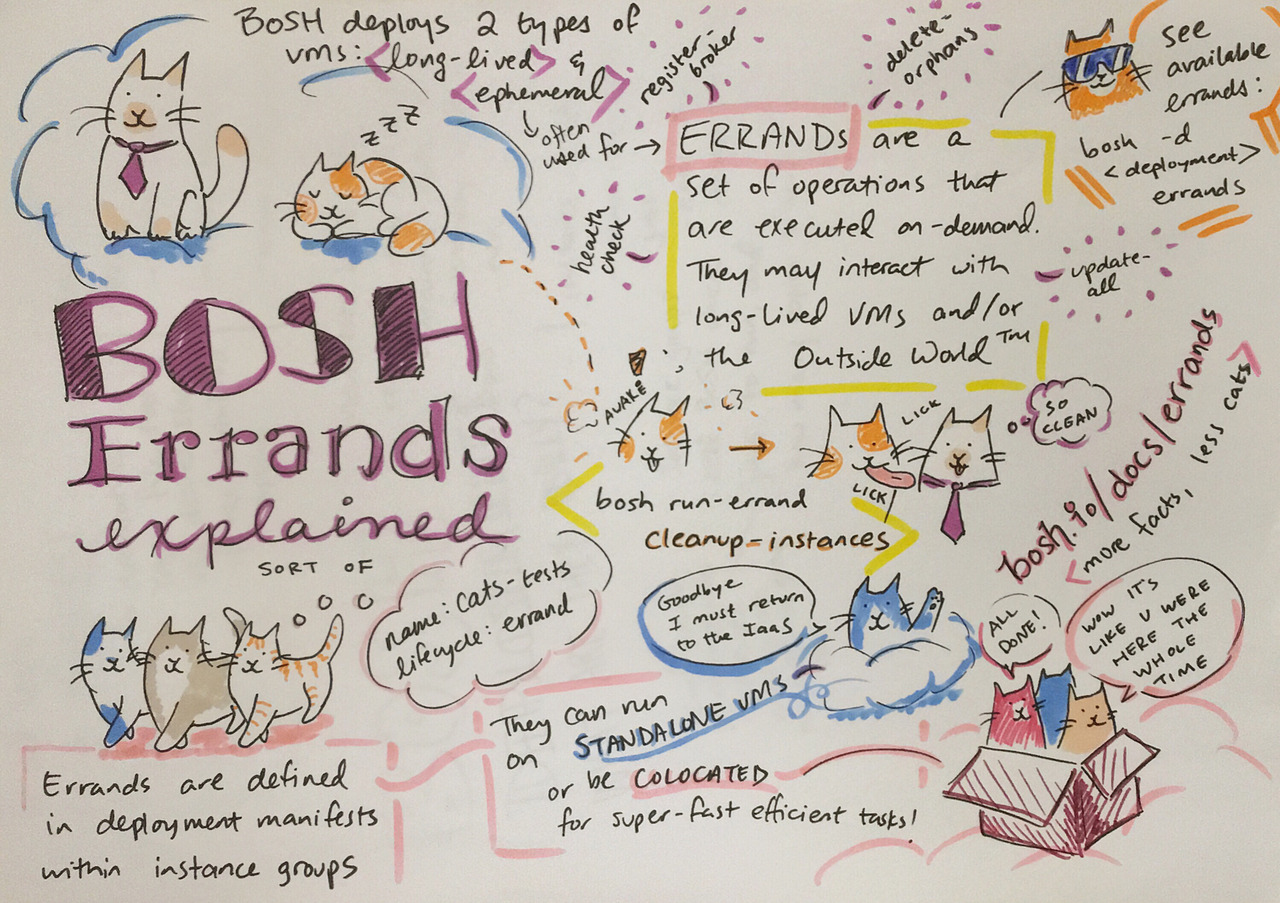 BOSH deploys 2 types of
vms: <long-lived> &
<ephemeral>
often
used for →
z z z
register-
broker
delete-
orphans
health
check
update-
all
ERRANDs are a
set of operations that
are executed on-demand.
They may interact with
long-lived VMs and/or
the Outside World™
see
available
errands:
bosh -d
<deployment>
errands
BOSH
Errands
explained
SORT OF
AWAKE
LICK
LICK
SO
CLEAN
bosh run-errand
cleanup-instances
bosh.io/docs/errands
<more facts, less cats>
name: cats-tests
lifecycle: errand
Errands are defined
in deployment manifests
within instance groups
Goodbye
I must return
to the IaaS
They can run
on STANDALONE VMS
or be COLOCATED
for super-fast efficient tasks!
ALL
DONE!
WOW IT'S
LIKE U WERE
HERE THE
WHOLE
TIME